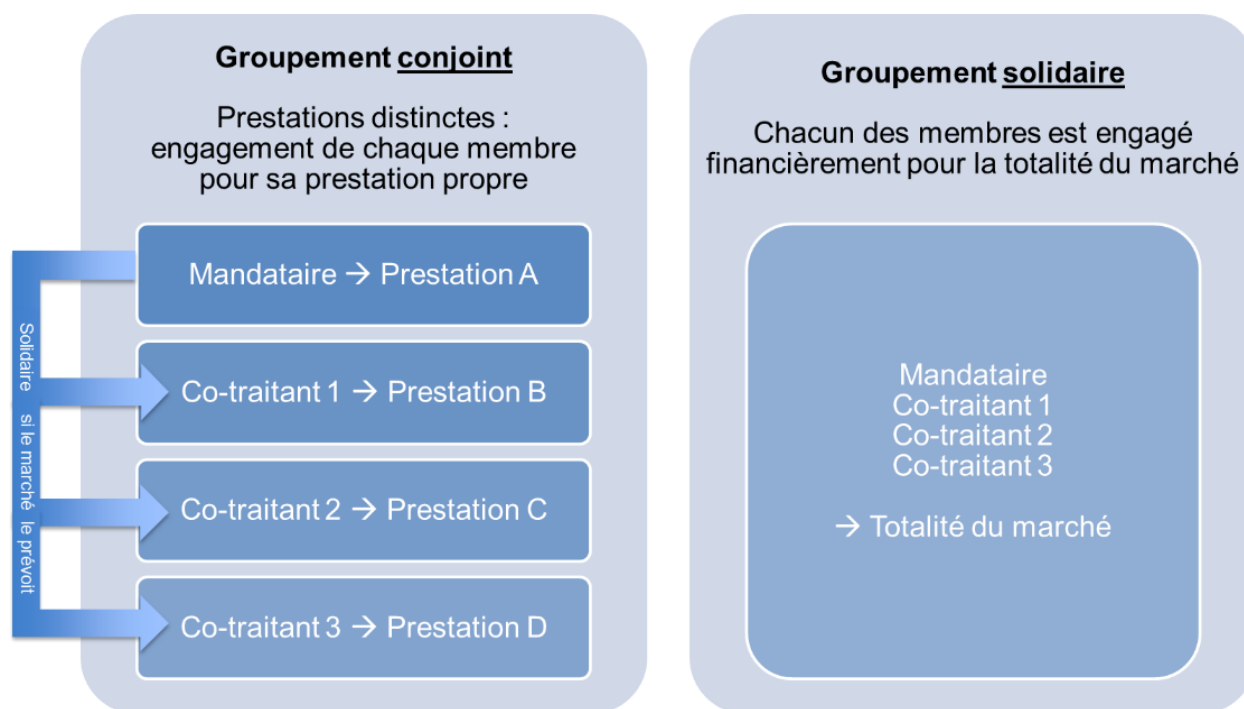 Groupement conjoint
Prestations distinctes :
engagement de chaque membre
pour sa prestation propre
Mandataire → Prestation A
Co-traitant 1 → Prestation B
Co-traitant 2 → Prestation C
Co-traitant 3 → Prestation D
Solidaire si le marché le prévoit
Groupement solidaire
Chacun des membres est engagé
financièrement pour la totalité du marché
Mandataire
Co-traitant 1
Co-traitant 2
Co-traitant 3
→ Totalité du marché